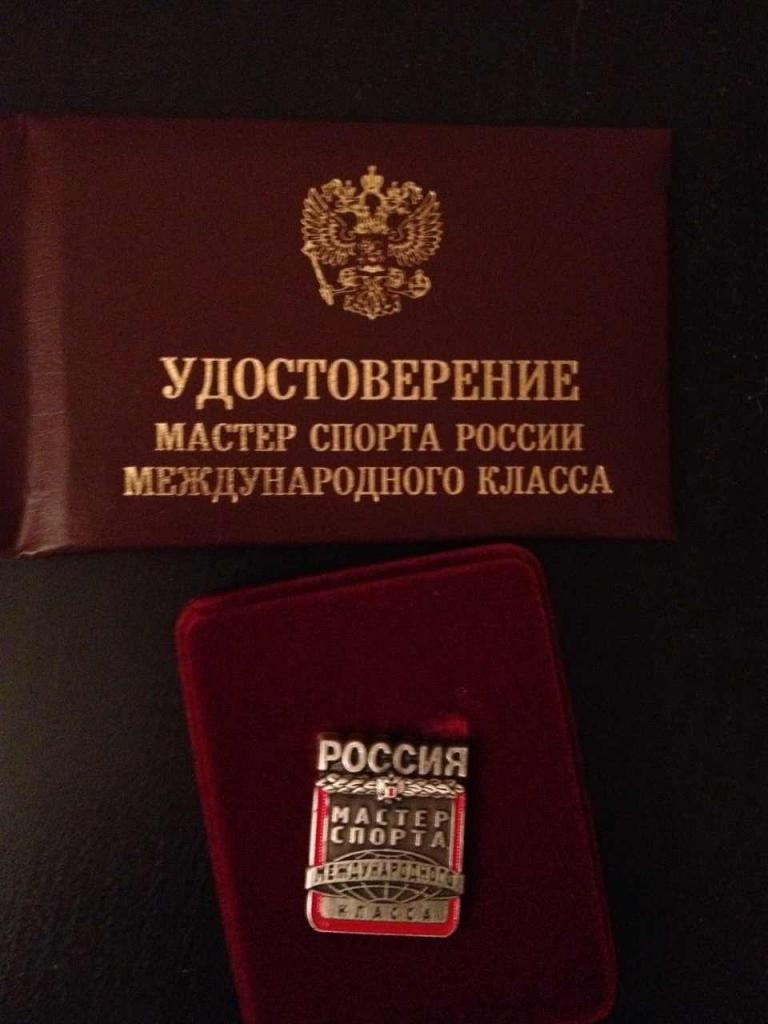 УДОСТОВЕРЕНИЕ
МАСТЕР СПОРТА РОССИИ
МЕЖДУНАРОДНОГО КЛАССА
РОССИЯ
МАСТЕР
СПОРТА
МЕЖДУНАРОДНОГО
КЛАССА